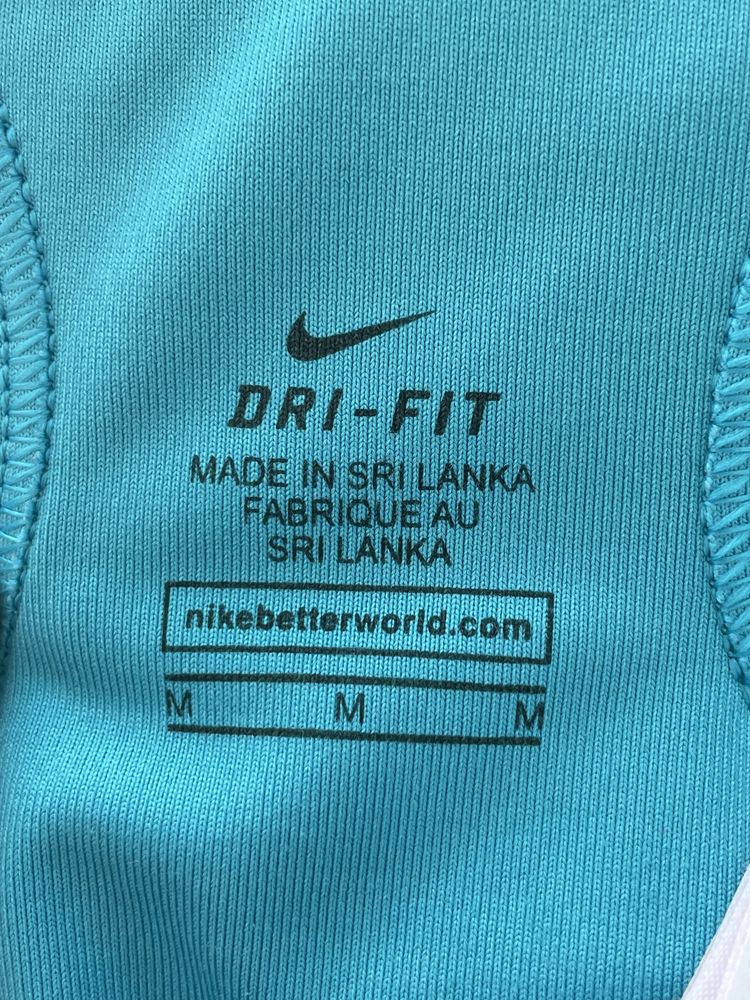 DRI-FIT
MADE IN SRI LANKA
FABRIQUE AU
SRI LANKA
nikebetterworld.com
M M M